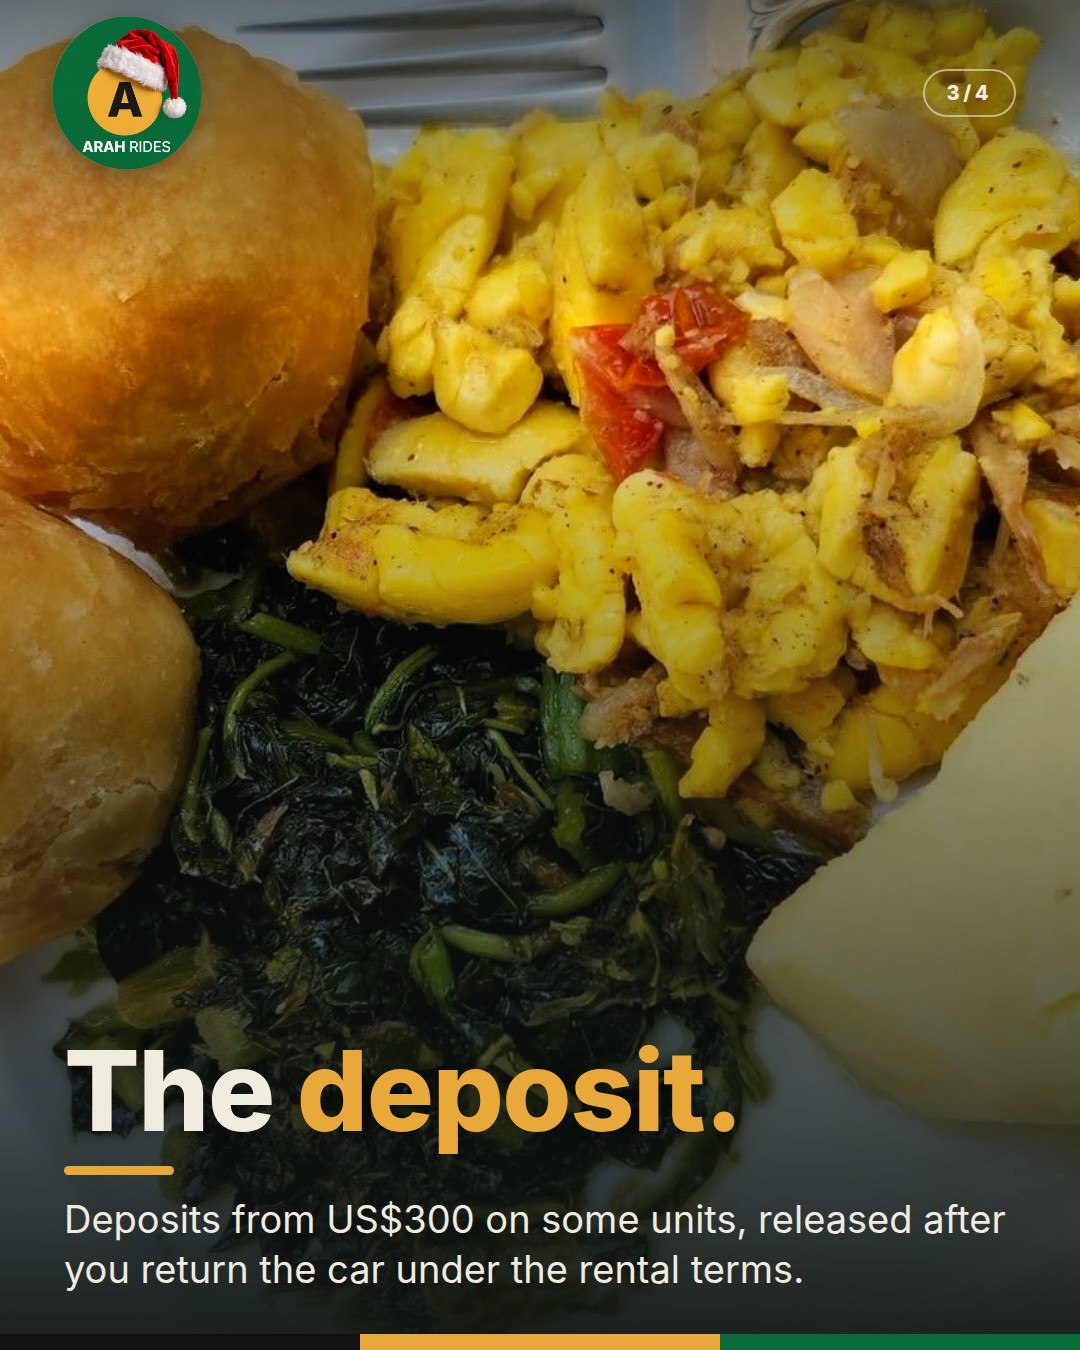 A
ARAH RIDES
3/4
The deposit.
Deposits from US$300 on some units, released after
you return the car under the rental terms.